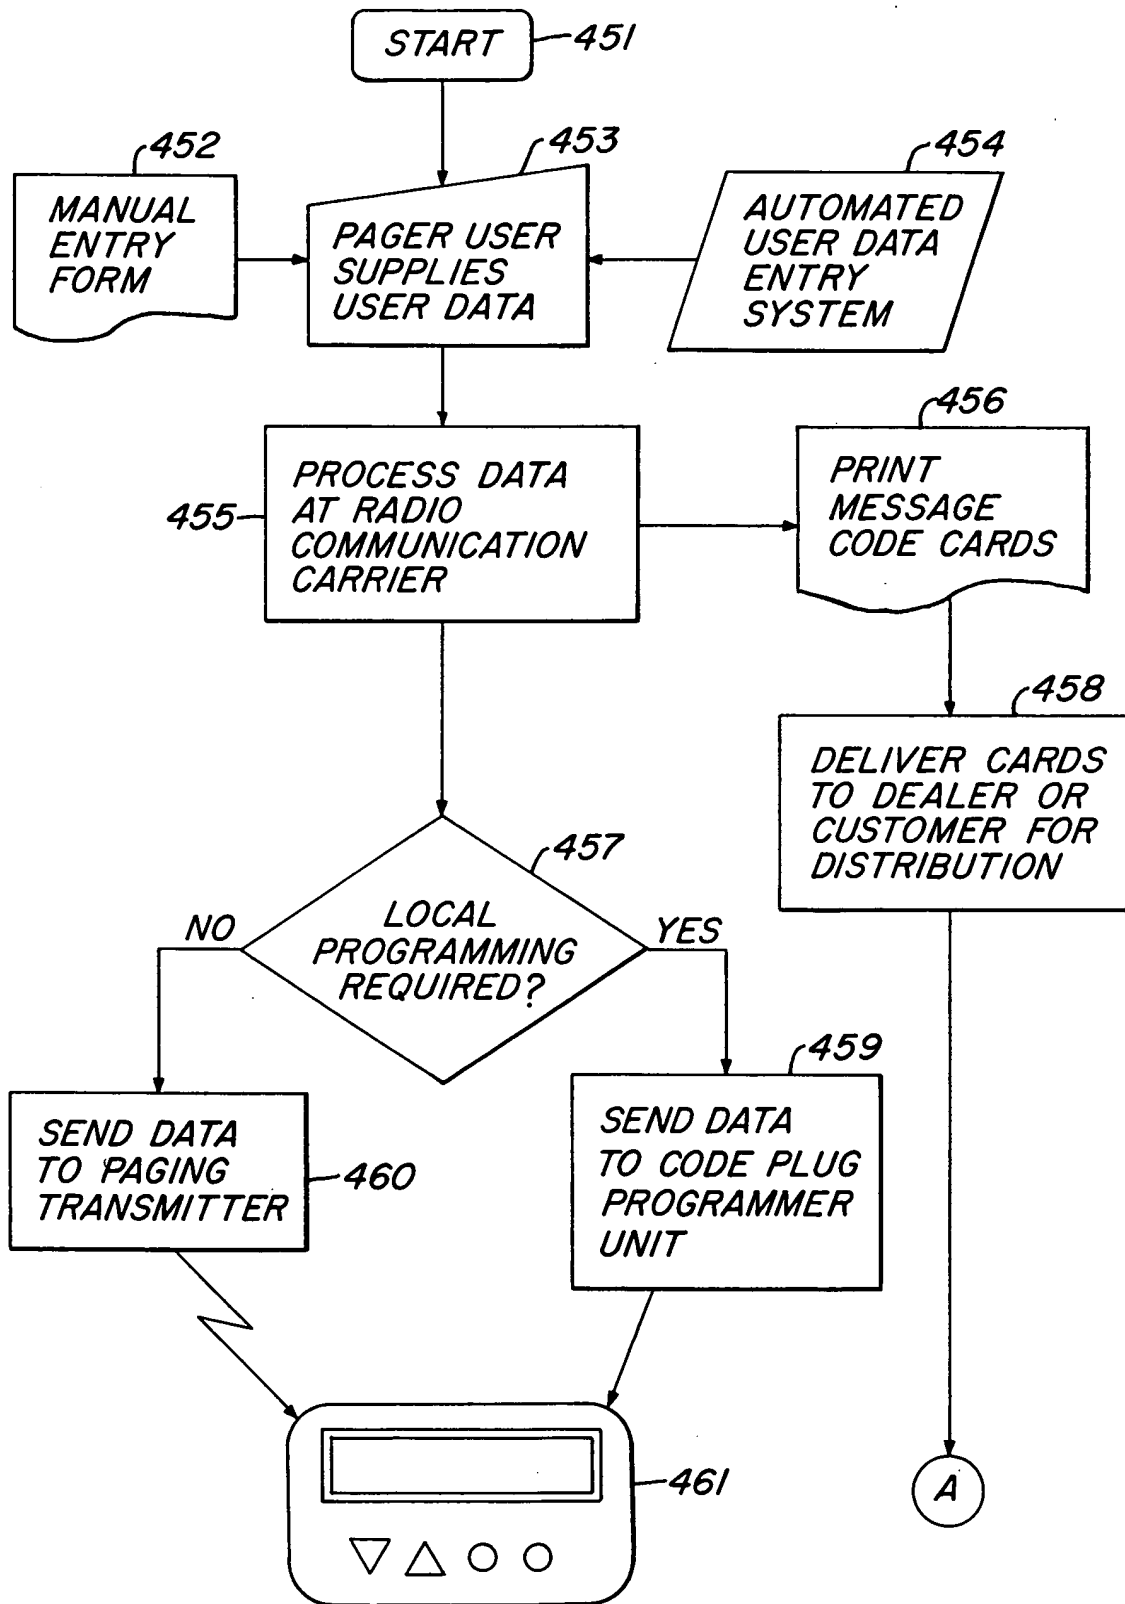 START
451
452
453
454
MANUAL
ENTRY
FORM
PAGER USER
SUPPLIES
USER DATA
AUTOMATED
USER DATA
ENTRY
SYSTEM
455
PROCESS DATA
AT RADIO
COMMUNICATION
CARRIER
456
PRINT
MESSAGE
CODE CARDS
458
DELIVER CARDS
TO DEALER OR
CUSTOMER FOR
DISTRIBUTION
457
LOCAL
PROGRAMMING
REQUIRED?
NO
YES
SEND DATA
TO PAGING
TRANSMITTER
460
459
SEND DATA
TO CODE PLUG
PROGRAMMER
UNIT
461
A